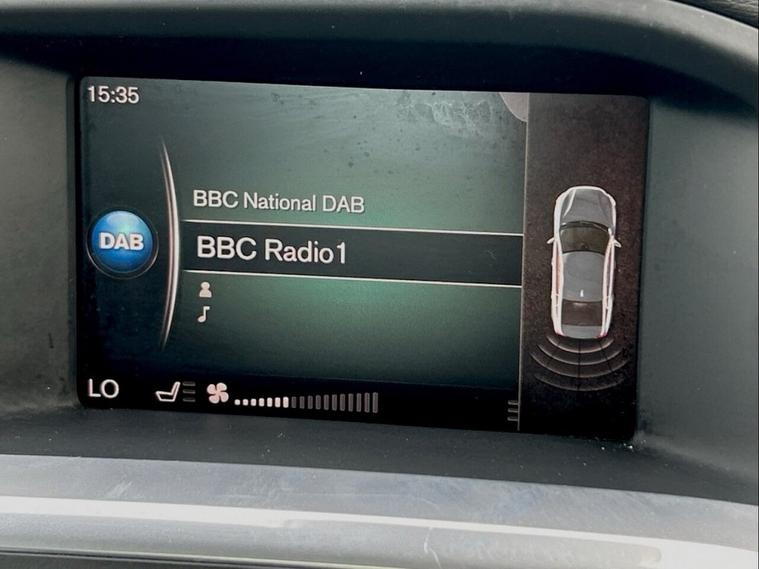 15:35
BBC National DAB
DAB
BBC Radio1
LO